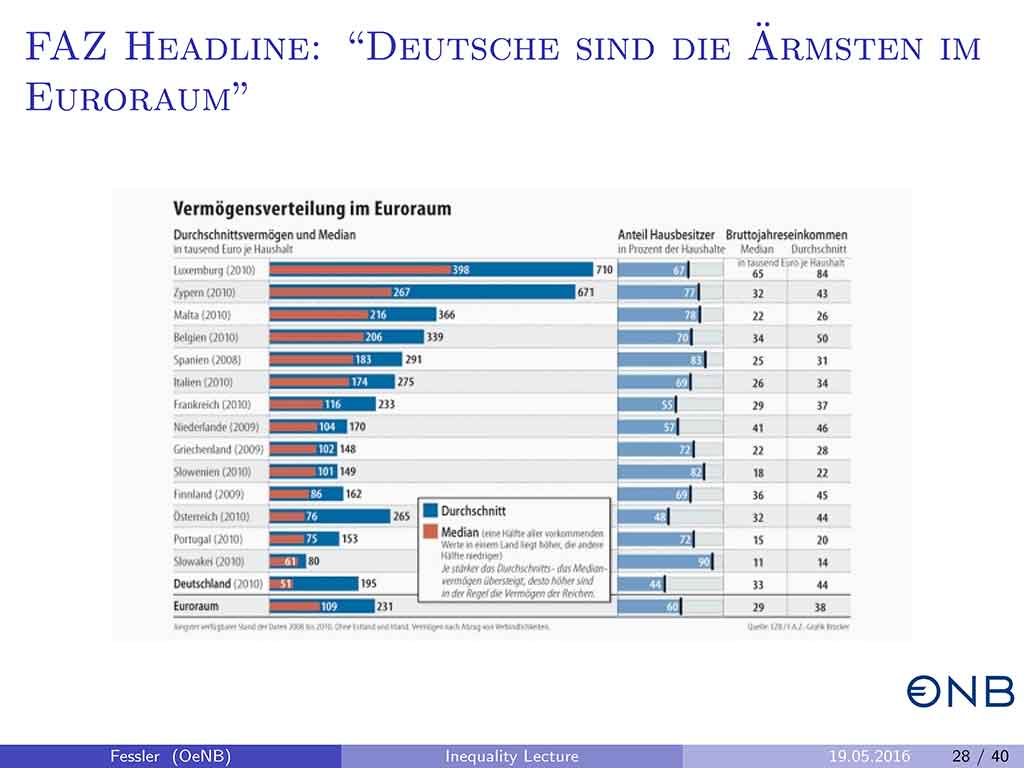 FAZ HEADLINE: “DEUTSCHE SIND DIE ÄRMSTEN IM
EURORAUM”
Vermögensverteilung im Euroraum
Durchschnittsvermögen und Median Anteil Hausbesitzer Bruttojahreseinkommen
in tausend Euro je Haushalt in Prozent der Haushalte Median Durchschnitt
in tausend Euro je Haushalt
Luxemburg (2010) 398 710 67 65 84
Zypern (2010) 267 671 77 32 43
Malta (2010) 216 366 78 22 26
Belgien (2010) 206 339 70 34 50
Spanien (2008) 183 291 83 25 31
Italien (2010) 174 275 69 26 34
Frankreich (2010) 116 233 55 29 37
Niederlande (2009) 104 170 57 41 46
Griechenland (2009) 102 148 72 22 28
Slowenien (2010) 101 149 82 18 22
Finnland (2009) 86 162 69 36 45
Österreich (2010) 76 265 48 32 44
Portugal (2010) 75 153 72 15 20
Slowakei (2010) 61 80 90 11 14
Deutschland (2010) 51 195 44 33 44
Euroraum 109 231 60 29 38
Durchschnitt
Median (eine Hälfte aller vorkommenden
Werte in einem Land liegt höher, die andere
Hälfte niedriger)
Je stärker das Durchschnitts- das Median-
vermögen übersteigt, desto höher sind
in der Regel die Vermögen der Reichen.
Jüngster verfügbarer Stand der Daten 2008 bis 2010. Ohne Estland und Irland. Vermögen nach Abzug von Verbindlichkeiten. Quelle: EZB / F.A.Z.-Grafik Brocker
€NB
Fessler (OeNB) Inequality Lecture 19.05.2016 28 / 40